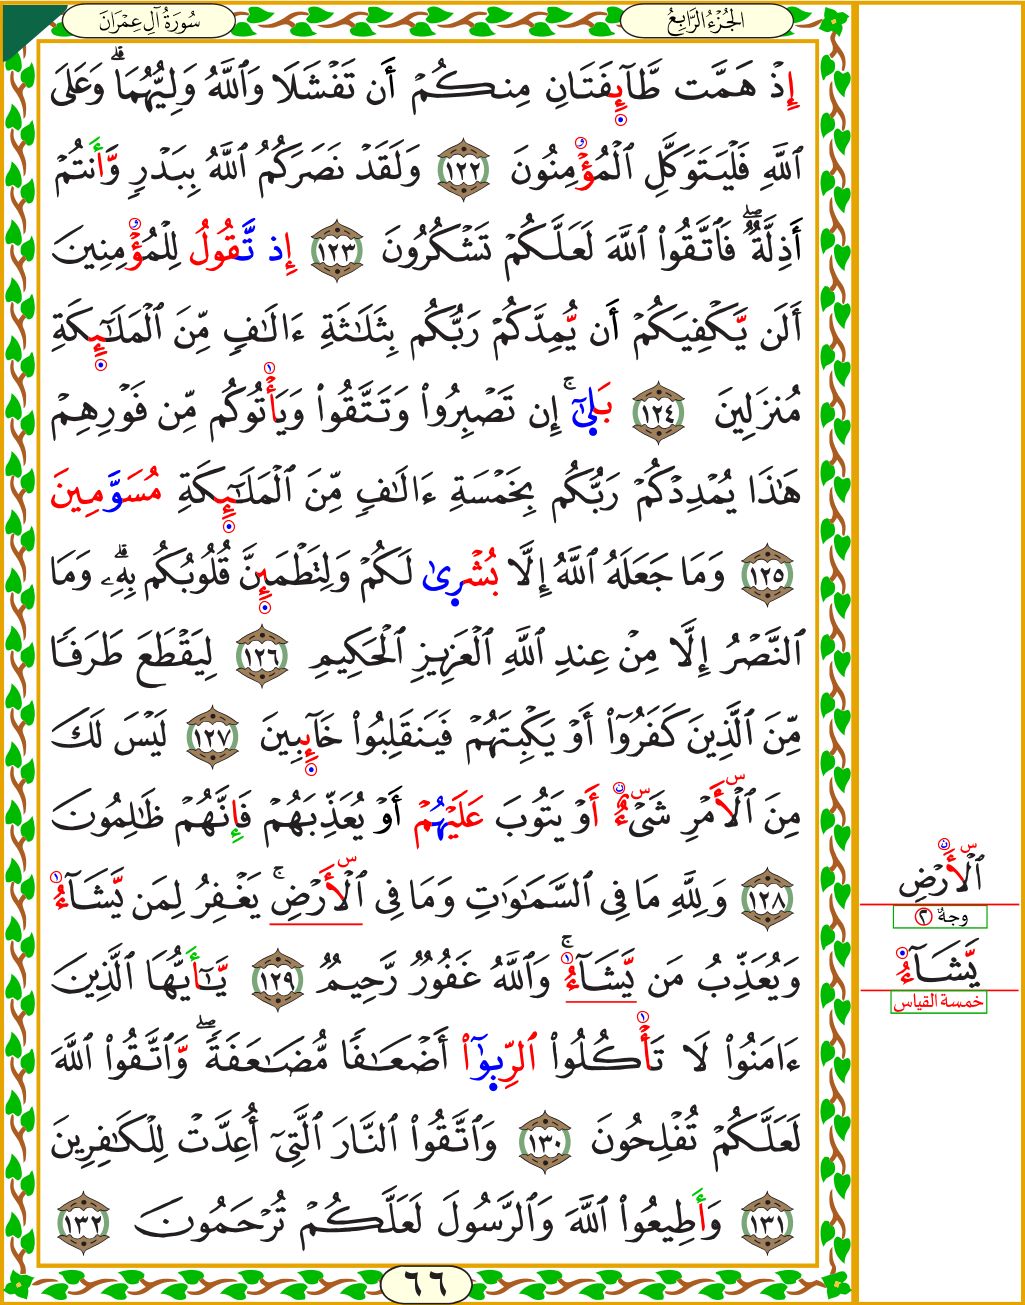 سُورَةُ آلِ عِمْرَانَ
الجُزْءُ الرَّابِعُ
إِذْ هَمَّت طَّآئِفَتَانِ مِنكُمْ أَن تَفْشَلَا وَٱللَّهُ وَلِيُّهُمَا ۗ وَعَلَى
ٱللَّهِ فَلْيَتَوَكَّلِ ٱلْمُؤْمِنُونَ ١٢٢ وَلَقَدْ نَصَرَكُمُ ٱللَّهُ بِبَدْرٍ وَّأَنتُمْ
أَذِلَّةٌ ۖ فَٱتَّقُوا۟ ٱللَّهَ لَعَلَّكُمْ تَشْكُرُونَ ١٢٣ إِذ تَّقُولُ لِلْمُؤْمِنِينَ
أَلَن يَّكْفِيَكُمْ أَن يُّمِدَّكُمْ رَبُّكُم بِثَلَٰثَةِ ءَالَٰفٍ مِّنَ ٱلْمَلَٰٓئِكَةِ
مُنزَلِينَ ١٢٤ بَلِىٰٓ ۚ إِن تَصْبِرُوا۟ وَتَتَّقُوا۟ وَيَأْتُوكُم مِّن فَوْرِهِمْ
هَٰذَا يُمْدِدْكُمْ رَبُّكُم بِخَمْسَةِ ءَالَٰفٍ مِّنَ ٱلْمَلَٰٓئِكَةِ مُسَوَّمِينَ
١٢٥ وَمَا جَعَلَهُ ٱللَّهُ إِلَّا بُشْرِىٰ لَكُمْ وَلِتَطْمَئِنَّ قُلُوبُكُم بِهِۦ ۗ وَمَا
ٱلنَّصْرُ إِلَّا مِنْ عِندِ ٱللَّهِ ٱلْعَزِيزِ ٱلْحَكِيمِ ١٢٦ لِيَقْطَعَ طَرَفًا
مِّنَ ٱلَّذِينَ كَفَرُوٓا۟ أَوْ يَكْبِتَهُمْ فَيَنقَلِبُوا۟ خَآئِبِينَ ١٢٧ لَيْسَ لَكَ
مِنَ ٱلْأَمْرِ شَىْءٌ أَوْ يَتُوبَ عَلَيْهُمْ أَوْ يُعَذِّبَهُمْ فَإِنَّهُمْ ظَٰلِمُونَ
١٢٨ وَلِلَّهِ مَا فِى ٱلسَّمَٰوَٰتِ وَمَا فِى ٱلْأَرْضِ ۚ يَغْفِرُ لِمَن يَّشَآءُ
وَيُعَذِّبُ مَن يَّشَآءُ ۚ وَٱللَّهُ غَفُورٌ رَّحِيمٌ ١٢٩ يَٰٓأَيُّهَا ٱلَّذِينَ
ءَامَنُوا۟ لَا تَأْكُلُوا۟ ٱلرِّبِوٰٓا۟ أَضْعَٰفًا مُّضَٰعَفَةً ۖ وَّٱتَّقُوا۟ ٱللَّهَ
لَعَلَّكُمْ تُفْلِحُونَ ١٣٠ وَٱتَّقُوا۟ ٱلنَّارَ ٱلَّتِىٓ أُعِدَّتْ لِلْكَٰفِرِينَ
١٣١ وَأَطِيعُوا۟ ٱللَّهَ وَٱلرَّسُولَ لَعَلَّكُمْ تُرْحَمُونَ ١٣٢
٦٦
ٱلْأَرْضِ
وجهٌ ٢
يَّشَآءُ
خمسة القياس